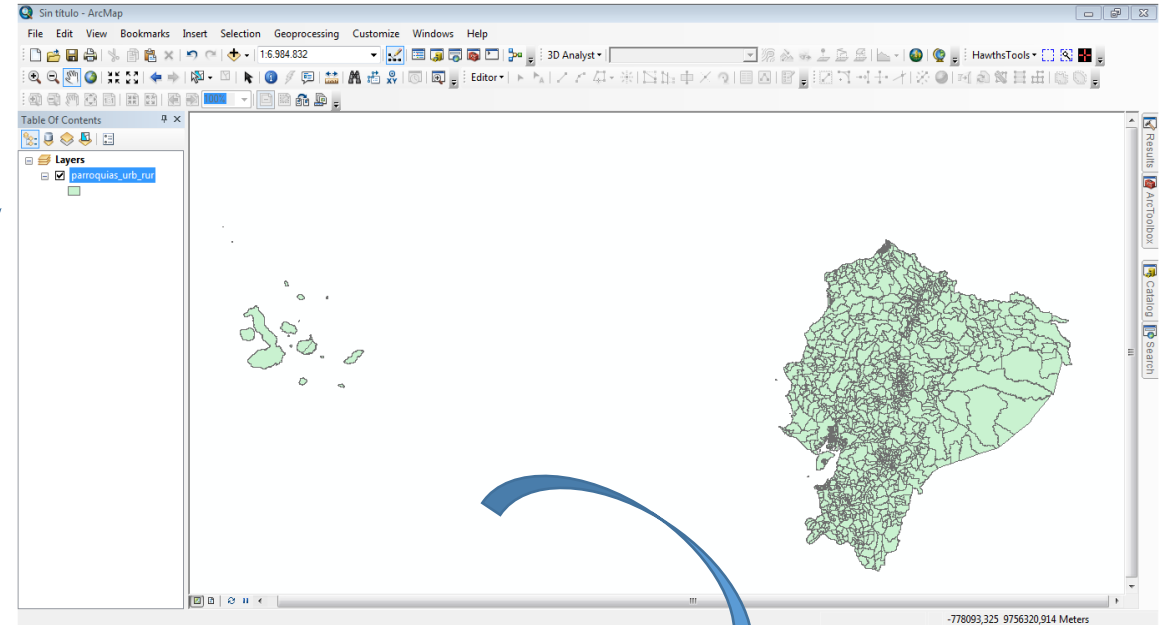 Sin título - ArcMap
File Edit View Bookmarks Insert Selection Geoprocessing Customize Windows Help
1:6.984.832 3D Analyst HawthsTools
Editor
100%
Table Of Contents
Layers
parroquias_urb_rur
Results
ArcToolbox
Catalog
Search
-778093,325 9756320,914 Meters